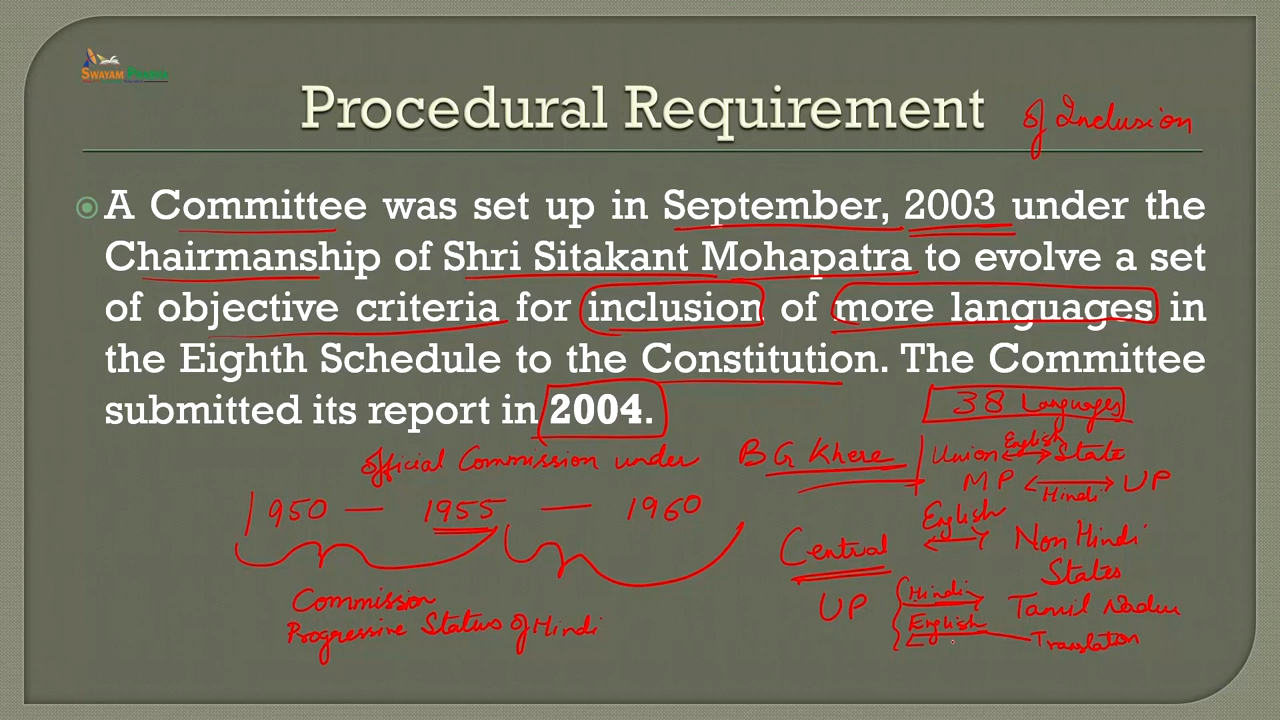 SWAYAM Prabha
Procedural Requirement of Inclusion
A Committee was set up in September, 2003 under the
Chairmanship of Shri Sitakant Mohapatra to evolve a set
of objective criteria for inclusion of more languages in
the Eighth Schedule to the Constitution. The Committee
submitted its report in 2004.
38 Languages
official Commission under B G Khere
1950 — 1955 — 1960
Commission
Progressive Status of Hindi
Union English State
MP Hindi UP
Central English Non Hindi
States
UP Hindi Tamil Nadu
English Translation